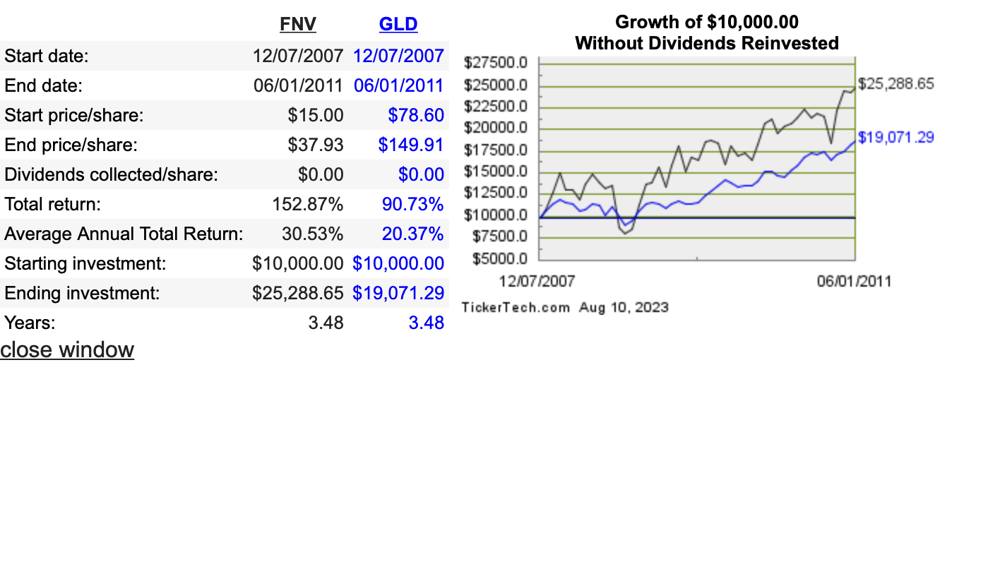 FNV GLD
Start date: 12/07/2007 12/07/2007
End date: 06/01/2011 06/01/2011
Start price/share: $15.00 $78.60
End price/share: $37.93 $149.91
Dividends collected/share: $0.00 $0.00
Total return: 152.87% 90.73%
Average Annual Total Return: 30.53% 20.37%
Starting investment: $10,000.00 $10,000.00
Ending investment: $25,288.65 $19,071.29
Years: 3.48 3.48
close window
Growth of $10,000.00
Without Dividends Reinvested
$27500.0
$25000.0
$25,288.65
$22500.0
$20000.0
$19,071.29
$17500.0
$15000.0
$12500.0
$10000.0
$7500.0
$5000.0
12/07/2007 06/01/2011
TickerTech.com Aug 10, 2023